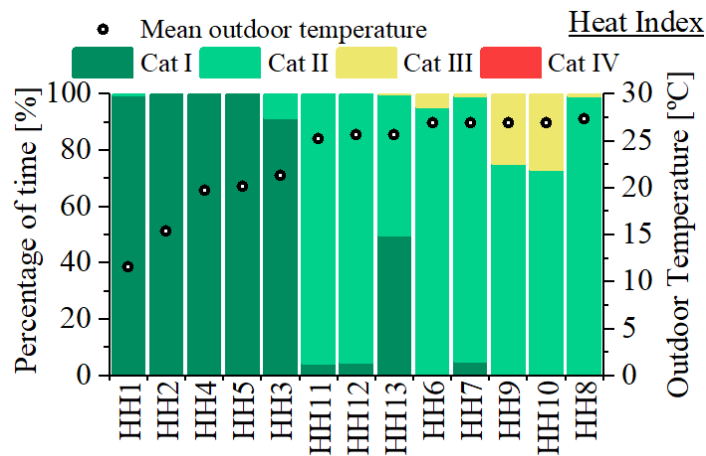 Heat Index
Mean outdoor temperature
Cat I
Cat II
Cat III
Cat IV
Percentage of time [%]
100
80
60
40
20
0
30
25
20
15
10
5
0
Outdoor Temperature [ºC]
HH1
HH2
HH4
HH5
HH3
HH11
HH12
HH13
HH6
HH7
HH9
HH10
HH8